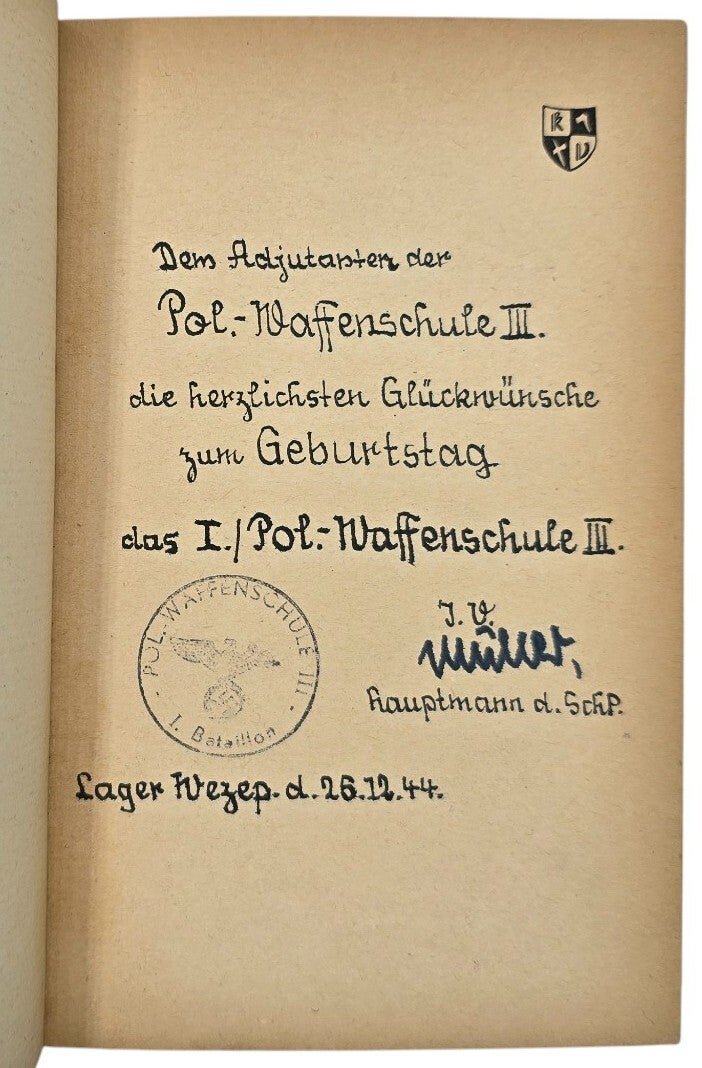 K V
Dem Adjutanten der
Pol.-Waffenschule III.
die herzlichsten Glückwünsche
zum Geburtstag
das I./Pol.-Waffenschule III.
POL.-WAFFENSCHULE III
I. Bataillon
I.V.
Müller,
Hauptmann d. SchP.
Lager Wezep. d. 26.12.44.